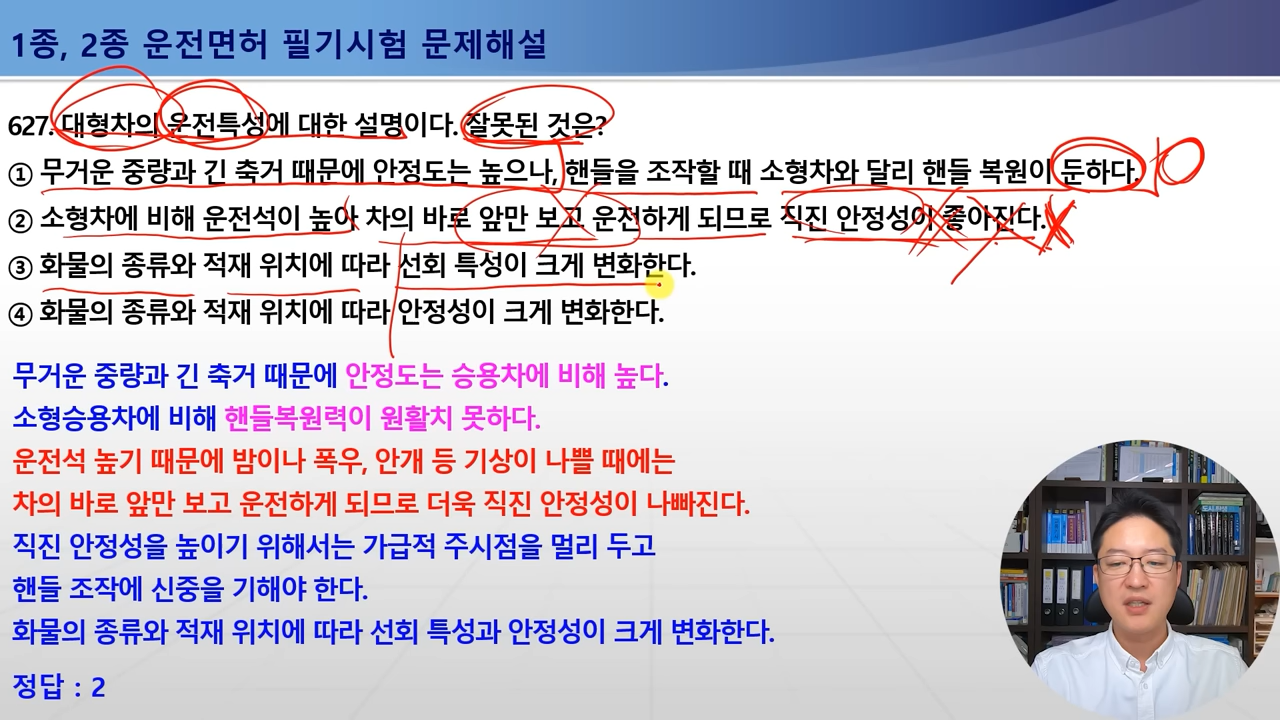 1종, 2종 운전면허 필기시험 문제해설
627. 대형차의 운전특성에 대한 설명이다. 잘못된 것은?
① 무거운 중량과 긴 축거 때문에 안정도는 높으나, 핸들을 조작할 때 소형차와 달리 핸들 복원이 둔하다.
② 소형차에 비해 운전석이 높아 차의 바로 앞만 보고 운전하게 되므로 직진 안정성이 좋아진다.
③ 화물의 종류와 적재 위치에 따라 선회 특성이 크게 변화한다.
④ 화물의 종류와 적재 위치에 따라 안정성이 크게 변화한다.
무거운 중량과 긴 축거 때문에 안정도는 승용차에 비해 높다.
소형승용차에 비해 핸들복원력이 원활치 못하다.
운전석 높기 때문에 밤이나 폭우, 안개 등 기상이 나쁠 때에는
차의 바로 앞만 보고 운전하게 되므로 더욱 직진 안정성이 나빠진다.
직진 안정성을 높이기 위해서는 가급적 주시점을 멀리 두고
핸들 조작에 신중을 기해야 한다.
화물의 종류와 적재 위치에 따라 선회 특성과 안정성이 크게 변화한다.
정답 : 2